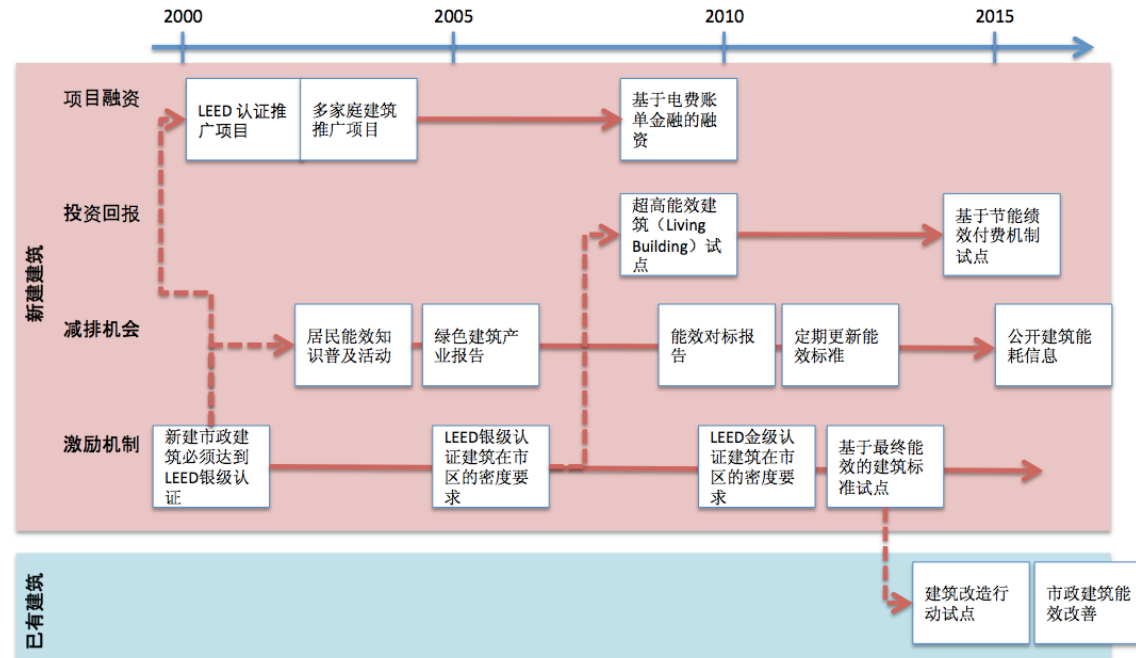 2000
2005
2010
2015
新建建筑
项目融资
LEED 认证推
广项目
多家庭建筑
推广项目
基于电费账
单金融的融
资
投资回报
超高能效建
筑（Living
Building）试
点
基于节能绩
效付费机制
试点
减排机会
居民能效知
识普及活动
绿色建筑产
业报告
能效对标报
告
定期更新能
效标准
公开建筑能
耗信息
激励机制
新建市政建
筑必须达到
LEED银级认
证
LEED银级认
证建筑在市
区的密度要
求
LEED金级认
证建筑在市
区的密度要
求
基于最终能
效的建筑标
准试点
已有建筑
建筑改造行
动试点
市政建筑能
效改善